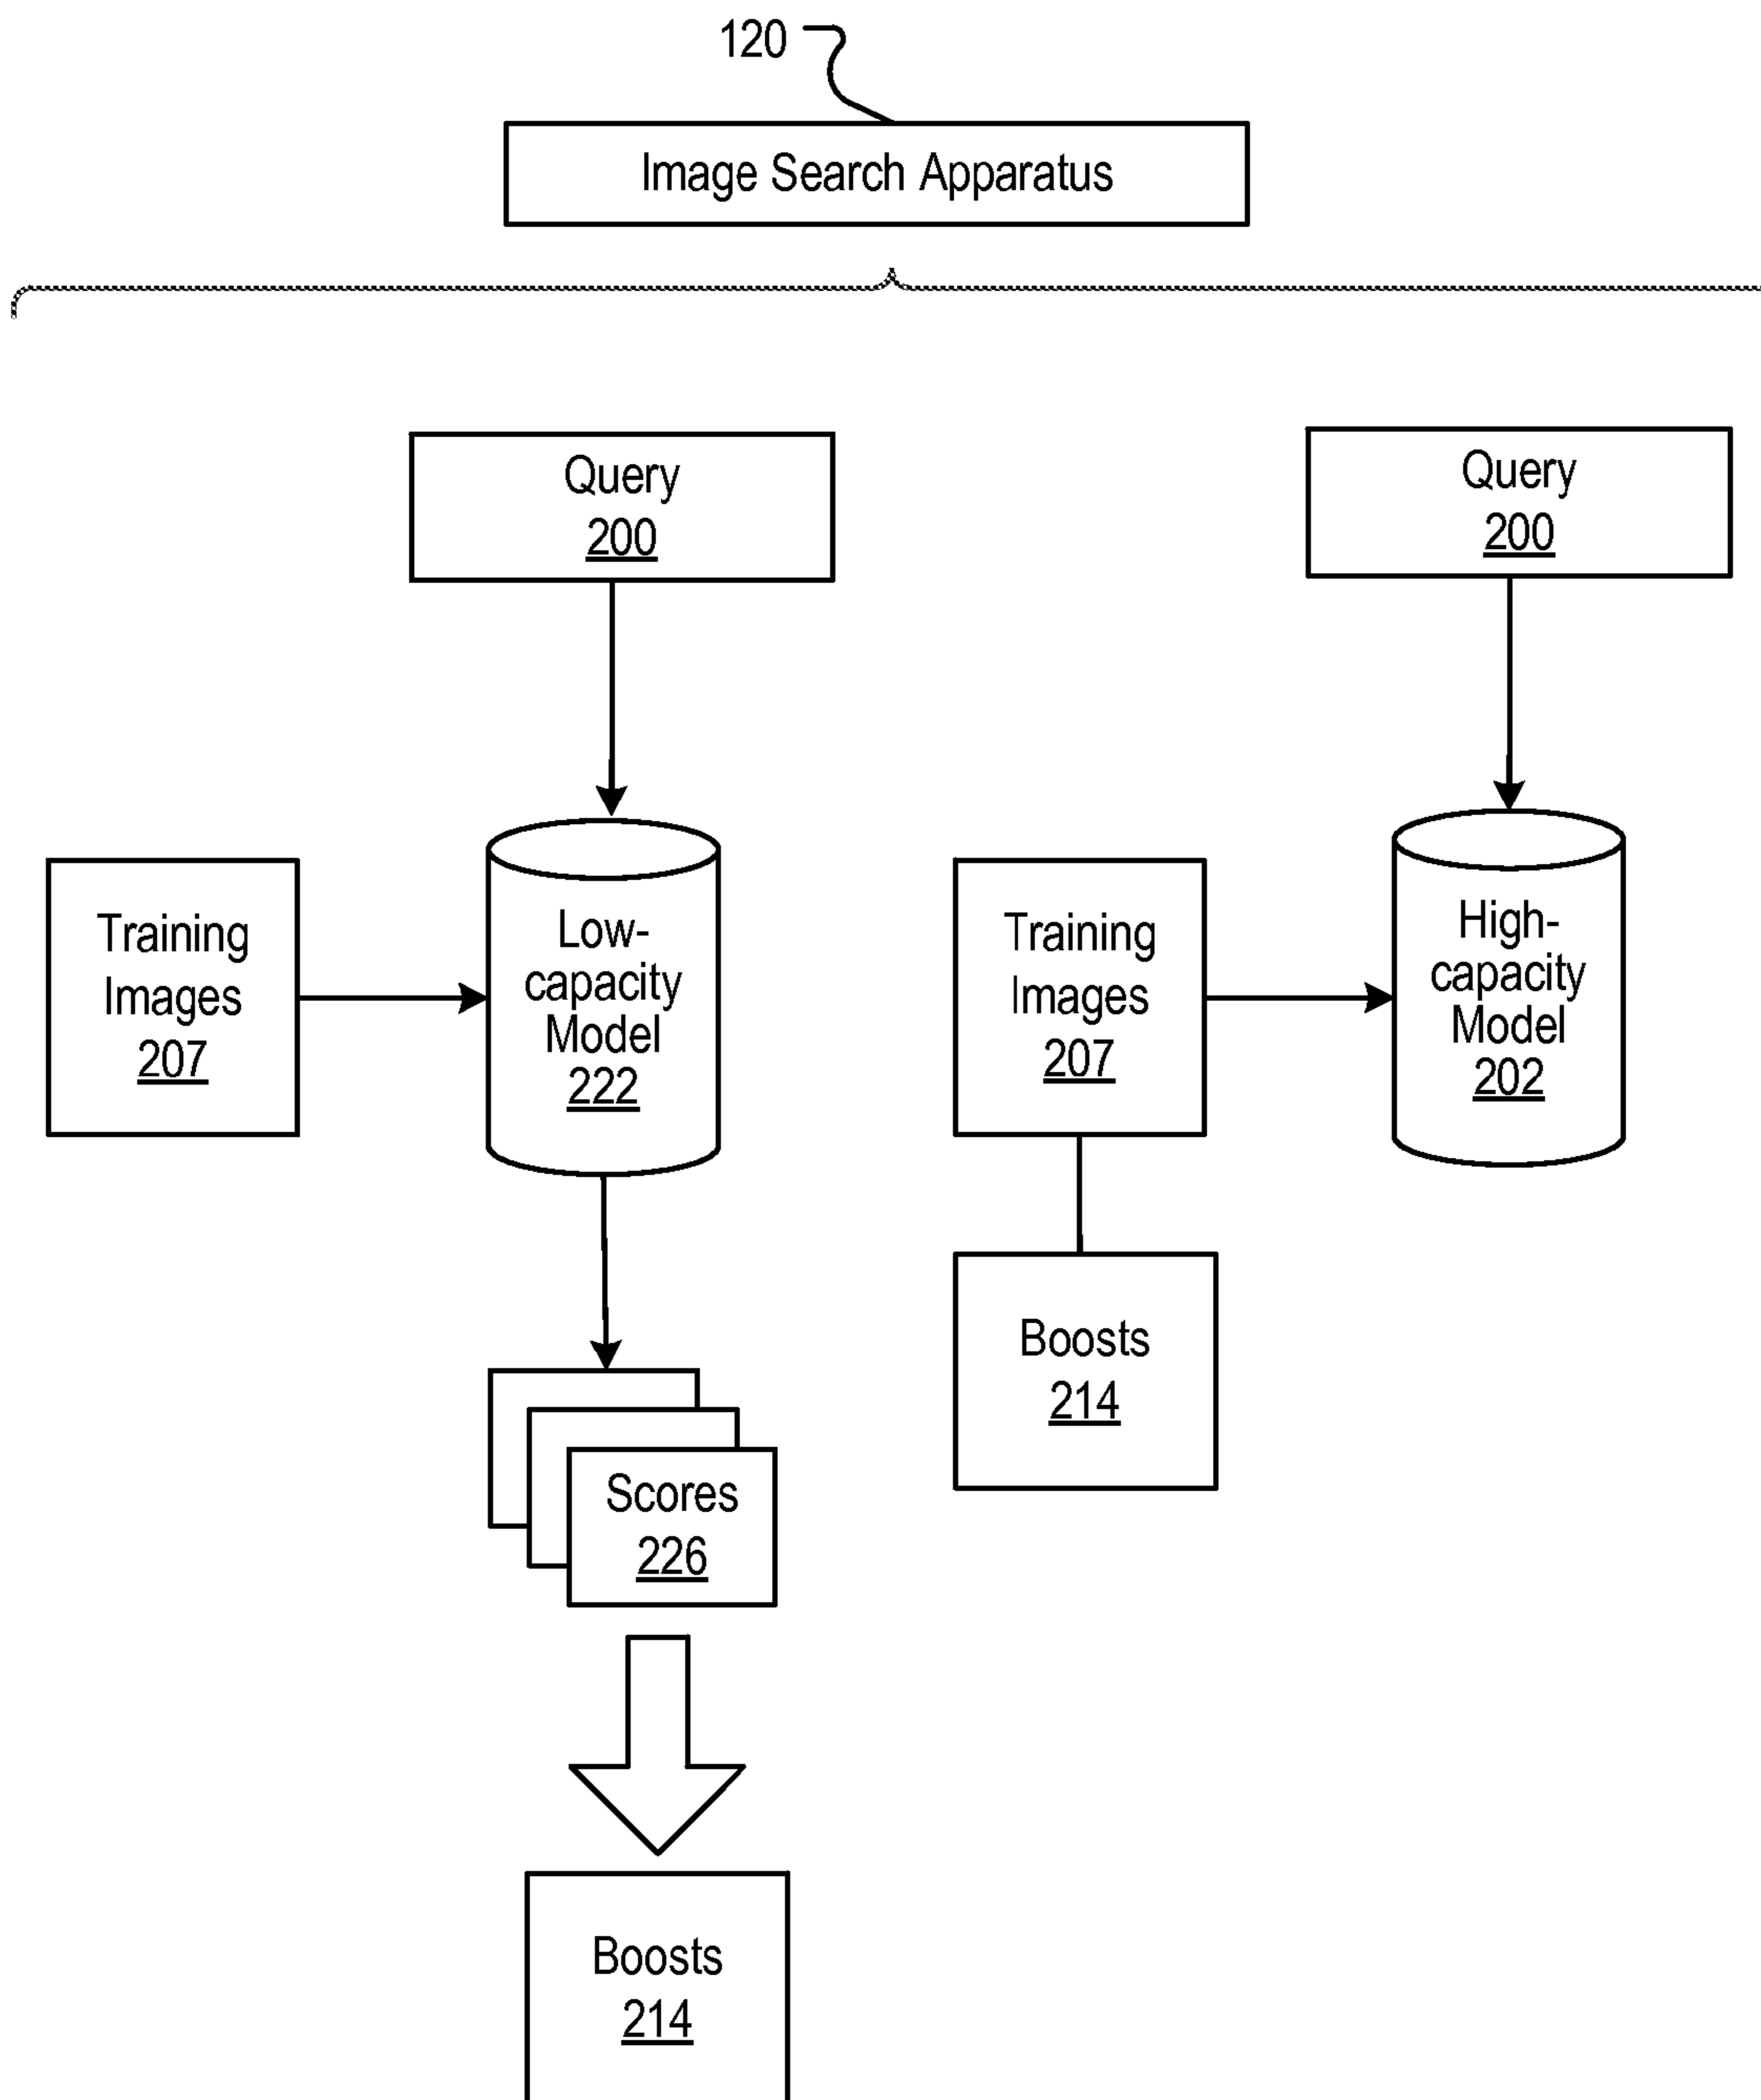 120
Image Search Apparatus
Query
200
Query
200
Training
Images
207
Low-
capacity
Model
222
Training
Images
207
High-
capacity
Model
202
Boosts
214
Scores
226
Boosts
214